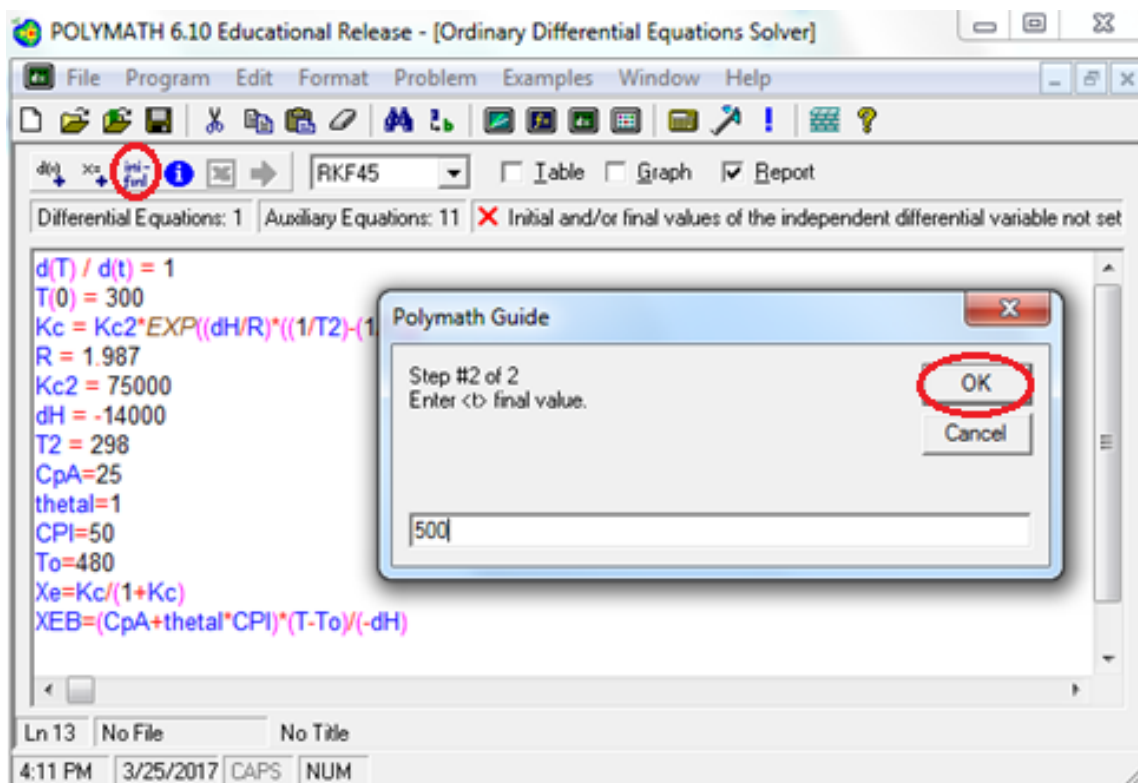 POLYMATH 6.10 Educational Release - [Ordinary Differential Equations Solver]
File Program Edit Format Problem Examples Window Help
d(x) x= ini- finl RKF45 Table Graph Report
Differential Equations: 1 Auxiliary Equations: 11 Initial and/or final values of the independent differential variable not set
d(T) / d(t) = 1
T(0) = 300
Kc = Kc2*EXP((dH/R)*((1/T2)-(1/
R = 1.987
Kc2 = 75000
dH = -14000
T2 = 298
CpA=25
thetaI=1
CPI=50
To=480
Xe=Kc/(1+Kc)
XEB=(CpA+thetaI*CPI)*(T-To)/(-dH)
Polymath Guide
Step #2 of 2
Enter <t> final value.
OK
Cancel
500
Ln 13 No File No Title
4:11 PM 3/25/2017 CAPS NUM